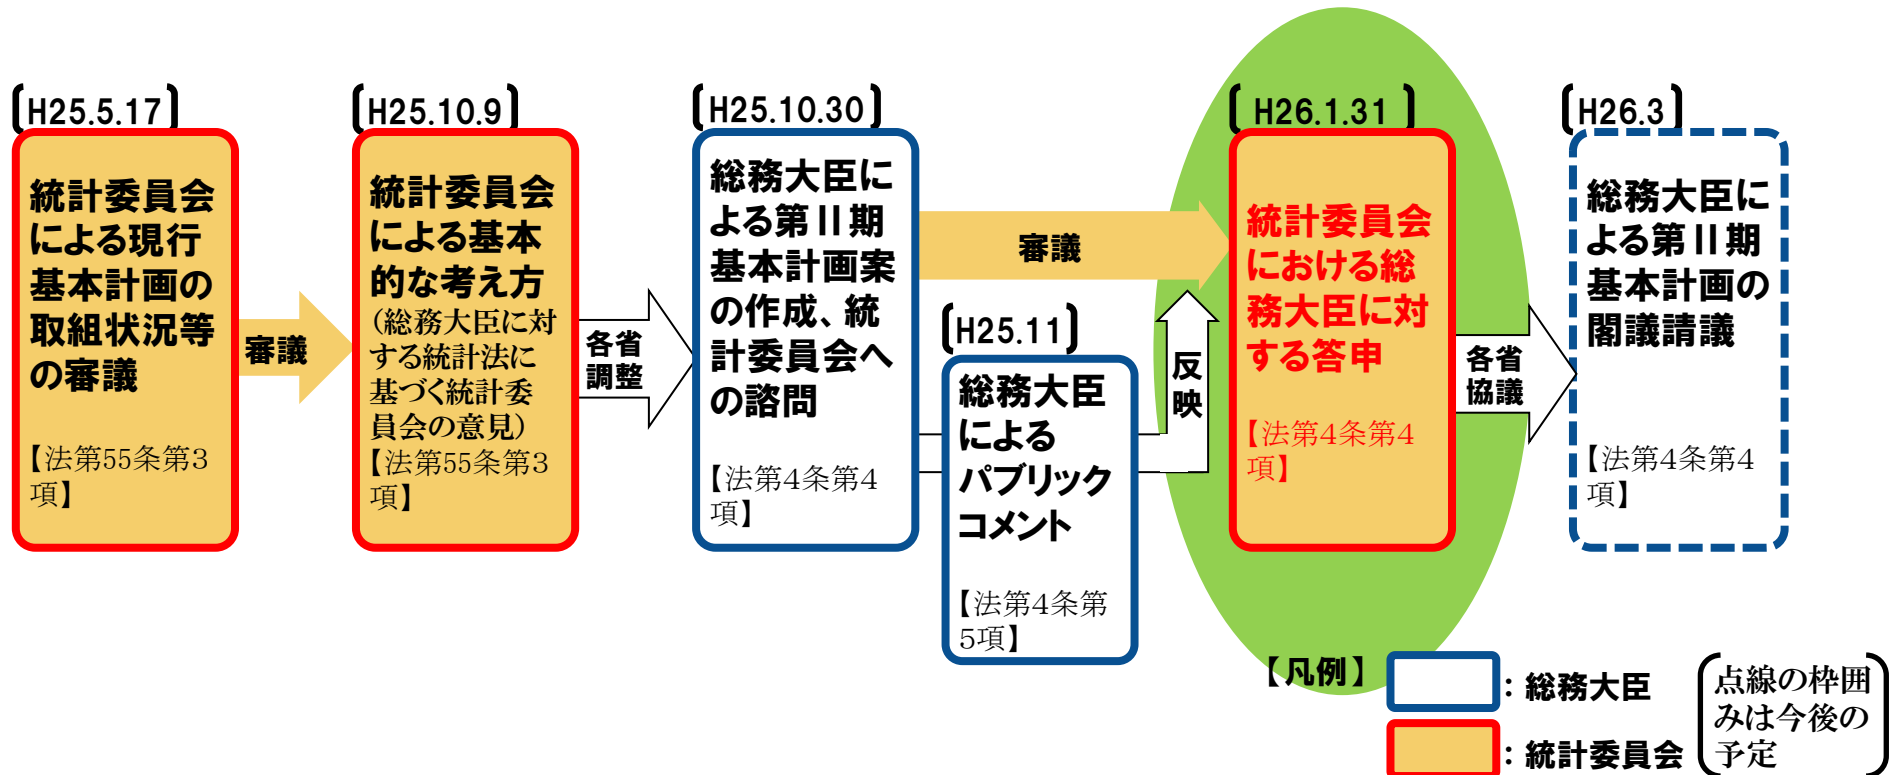 H25.5.17
統計委員会
による現行
基本計画の
取組状況等
の審議
【法第55条第3
項】
審議
H25.10.9
統計委員会
による基本
的な考え方
（総務大臣に対
する統計法に
基づく統計委
員会の意見）
【法第55条第3
項】
各省
調整
H25.10.30
総務大臣に
よる第Ⅱ期
基本計画案
の作成、統
計委員会へ
の諮問
【法第4条第4
項】
審議
H25.11
総務大臣
による
パブリック
コメント
【法第4条第
5項】
反
映
H26.1.31
統計委員会
における総
務大臣に対
する答申
【法第4条第4
項】
各省
協議
H26.3
総務大臣に
よる第Ⅱ期
基本計画の
閣議請議
【法第4条第4
項】
【凡例】
：総務大臣
：統計委員会
点線の枠囲
みは今後の
予定